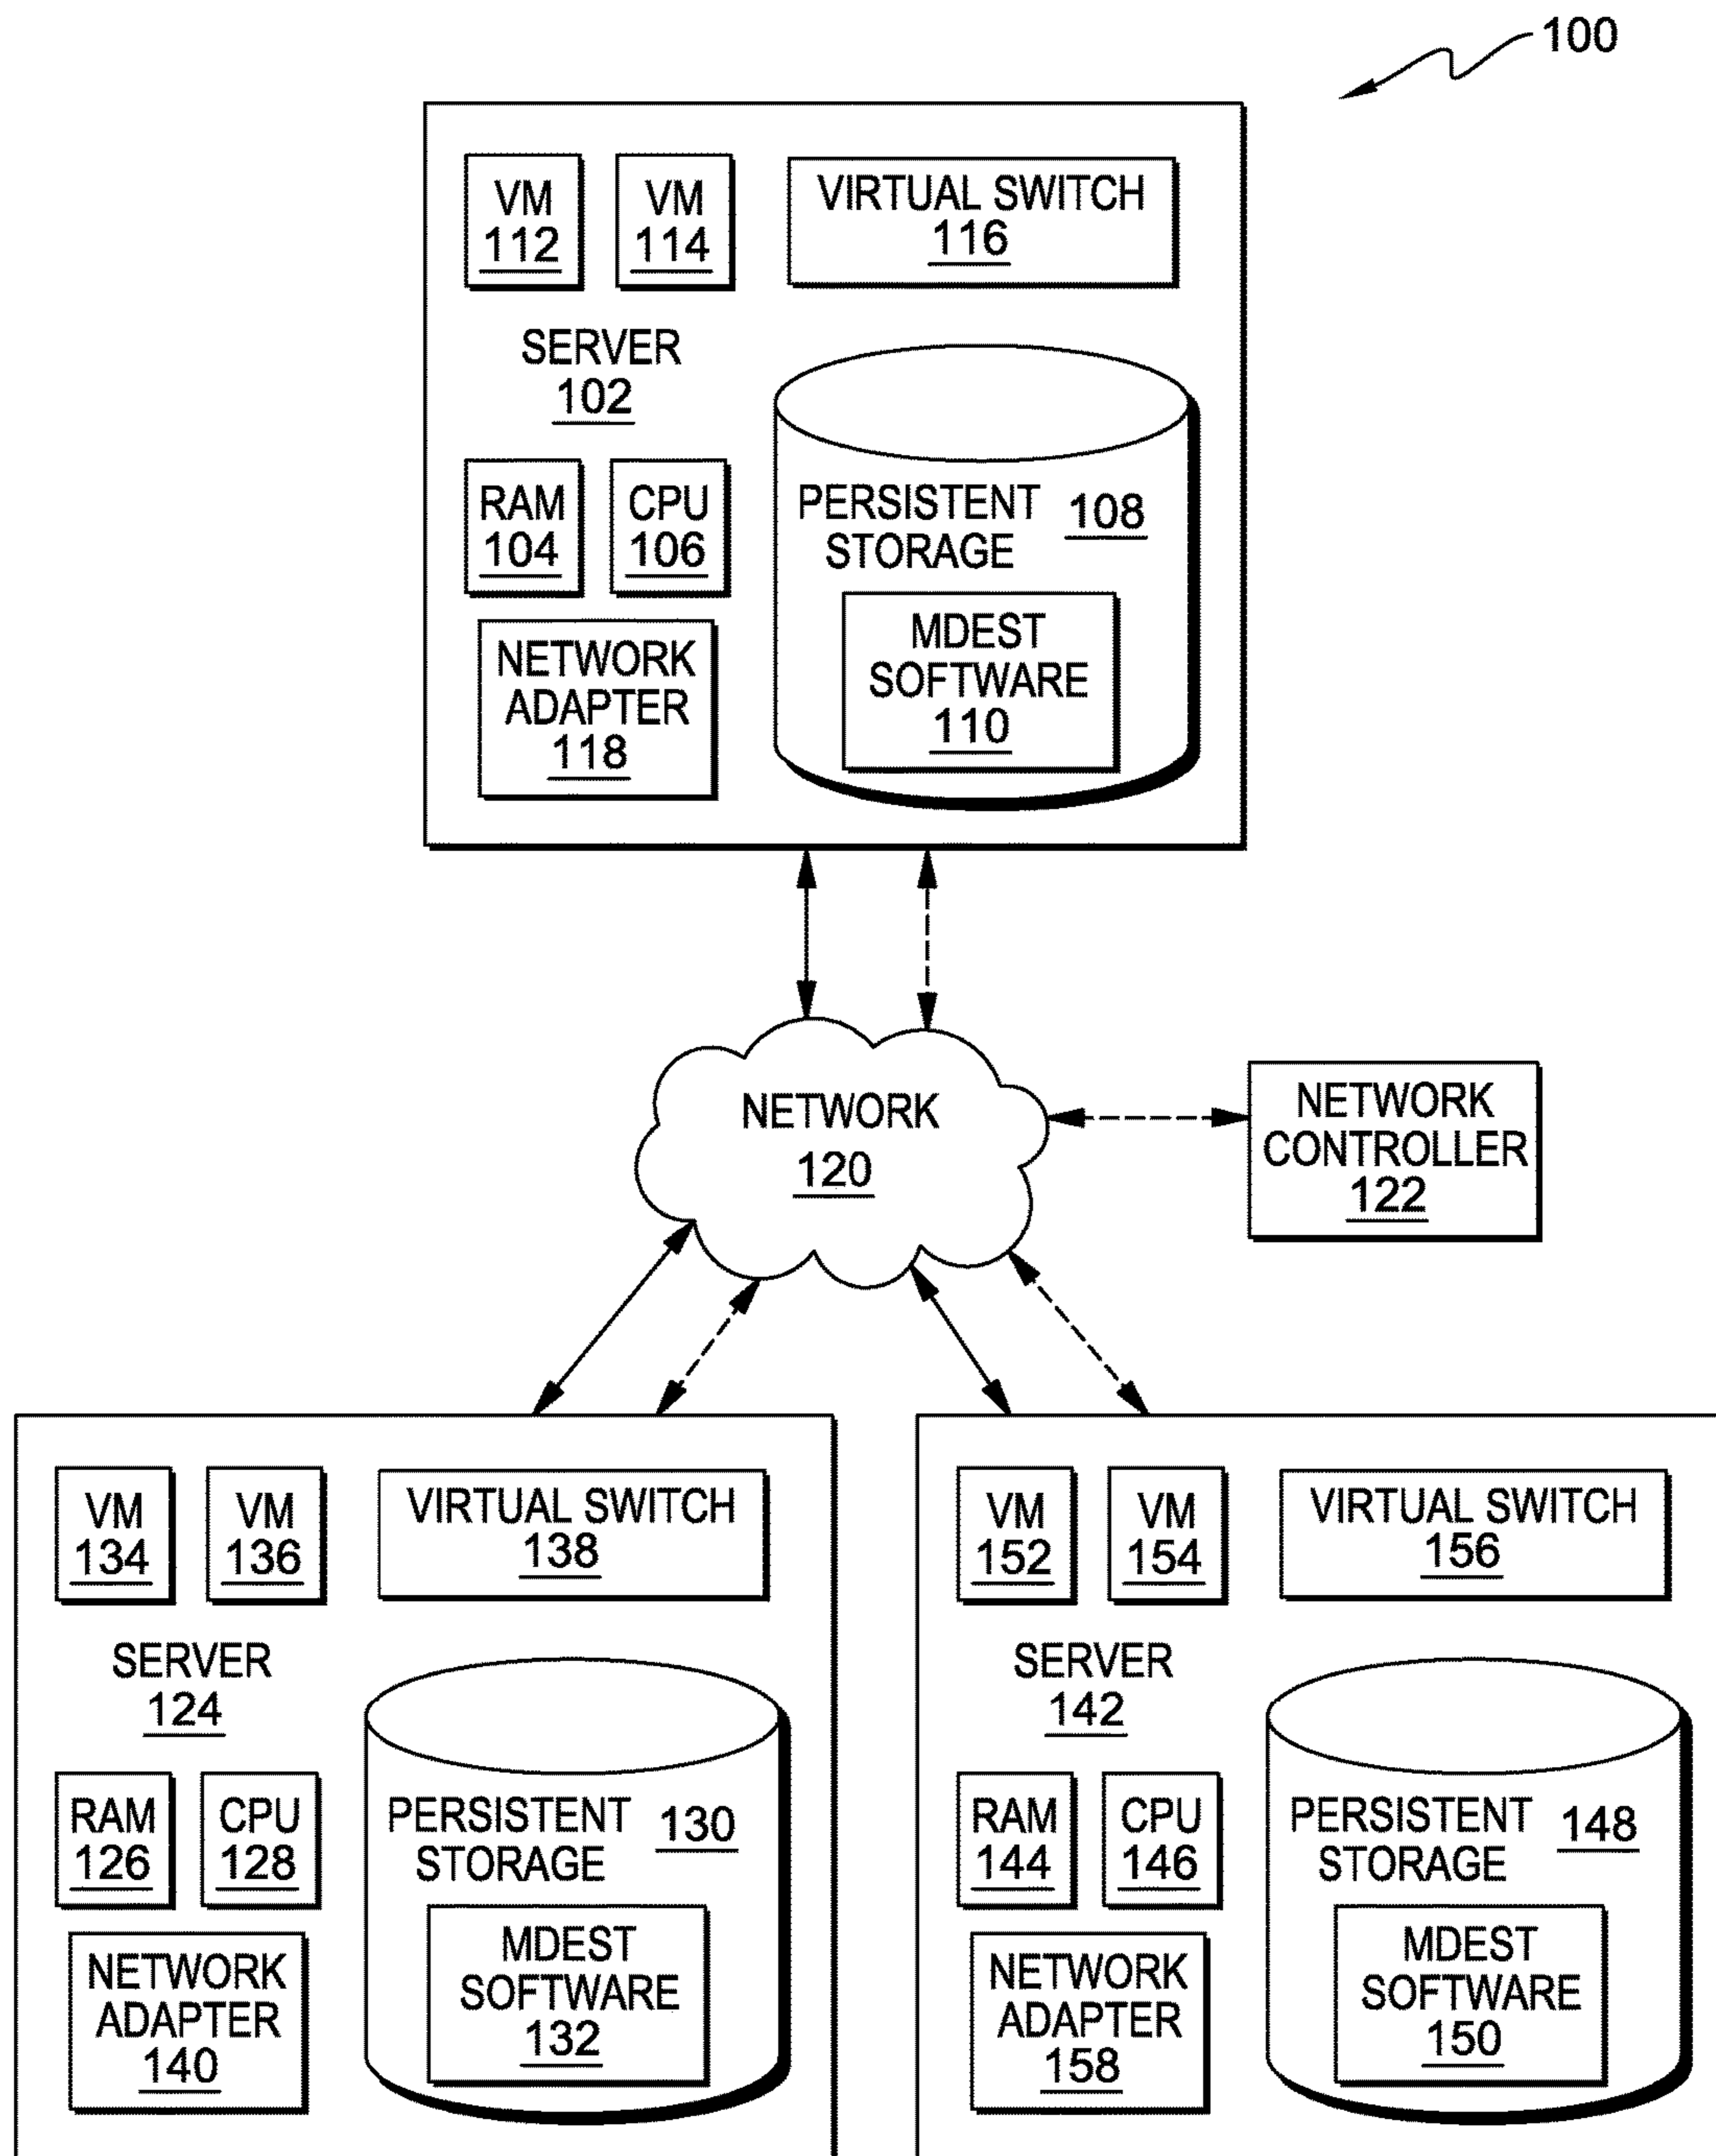 100
VM
112
VM
114
VIRTUAL SWITCH
116
SERVER
102
RAM
104
CPU
106
PERSISTENT
STORAGE
108
NETWORK
ADAPTER
118
MDEST
SOFTWARE
110
NETWORK
120
NETWORK
CONTROLLER
122
VM
134
VM
136
VIRTUAL SWITCH
138
SERVER
124
RAM
126
CPU
128
PERSISTENT
STORAGE
130
NETWORK
ADAPTER
140
MDEST
SOFTWARE
132
VM
152
VM
154
VIRTUAL SWITCH
156
SERVER
142
RAM
144
CPU
146
PERSISTENT
STORAGE
148
NETWORK
ADAPTER
158
MDEST
SOFTWARE
150